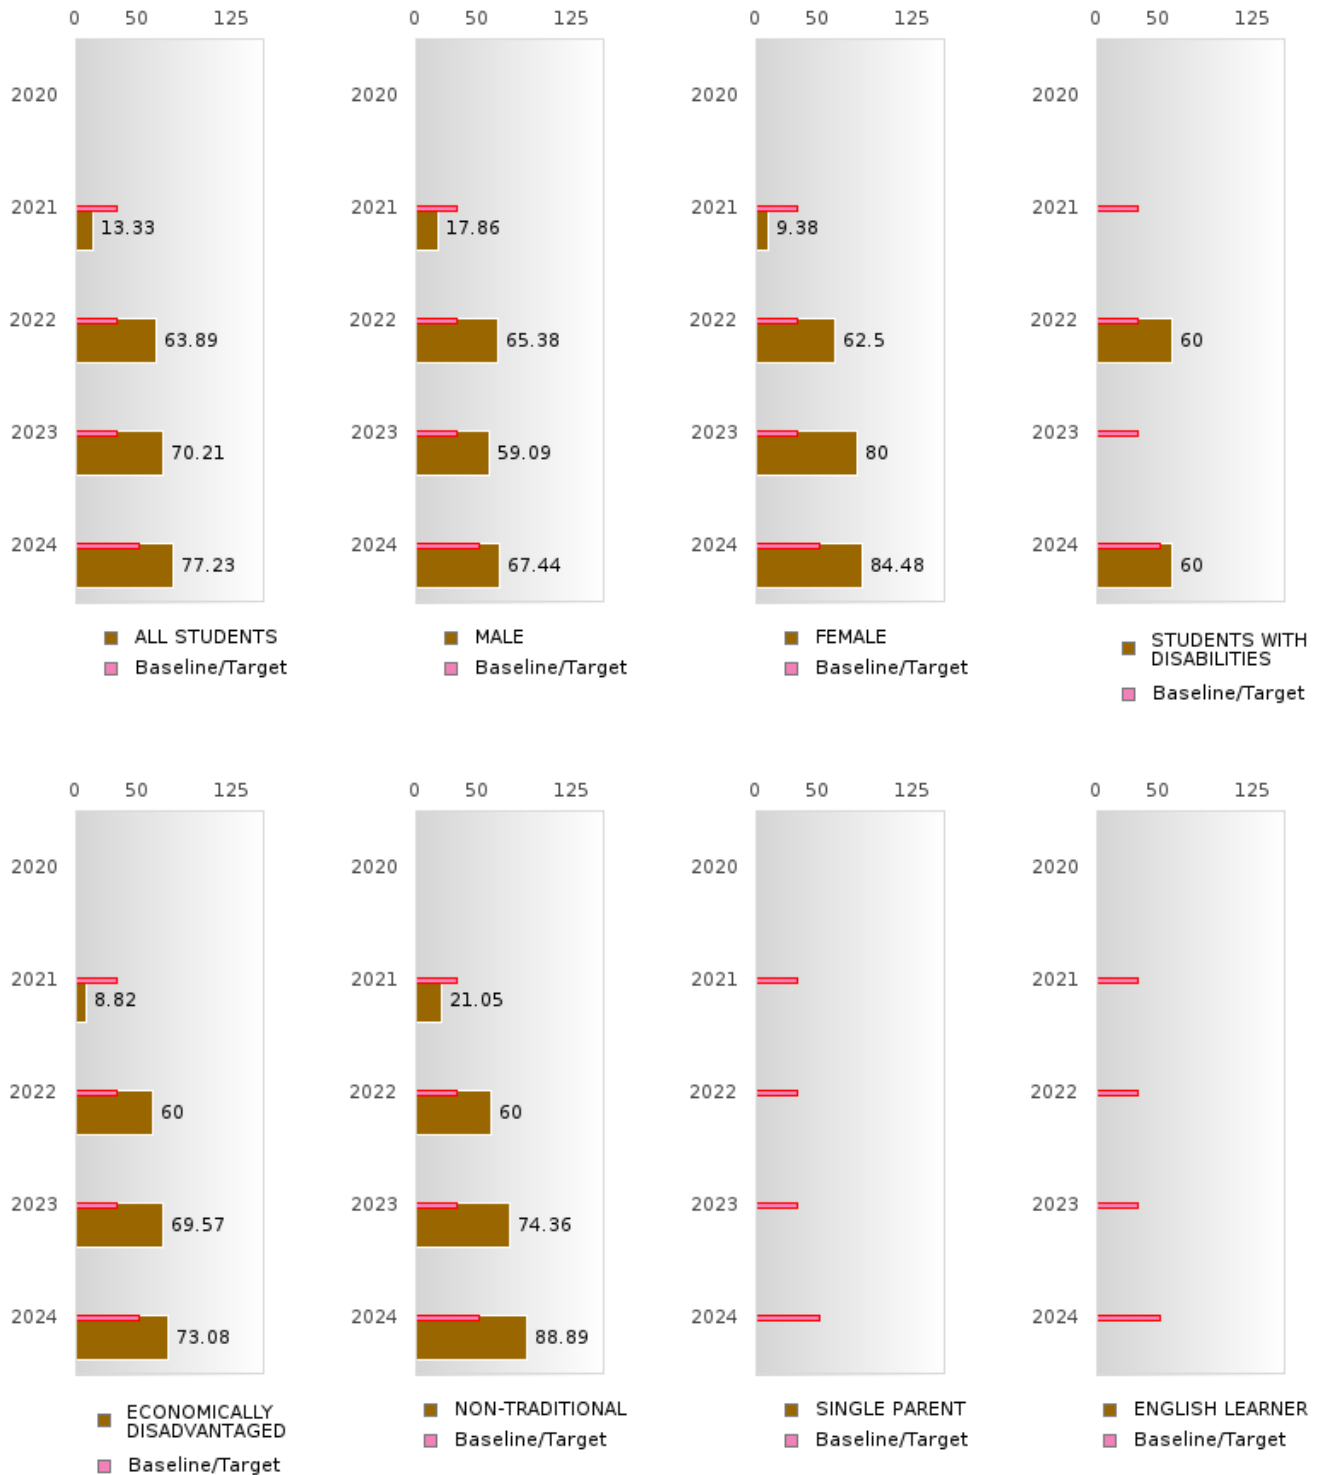 0 50 125 0 50 125 0 50 125 0 50 125
2020 2020 2020 2020
2021 2021 2021 2021
13.33 17.86 9.38
2022 2022 2022 2022
63.89 65.38 62.5 60
2023 2023 2023 2023
70.21 59.09 80
2024 2024 2024 2024
77.23 67.44 84.48 60
ALL STUDENTS MALE FEMALE STUDENTS WITH
DISABILITIES
Baseline/Target Baseline/Target Baseline/Target Baseline/Target
0 50 125 0 50 125 0 50 125 0 50 125
2020 2020 2020 2020
2021 2021 2021 2021
8.82 21.05
2022 2022 2022 2022
60 60
2023 2023 2023 2023
69.57 74.36
2024 2024 2024 2024
73.08 88.89
ECONOMICALLY NON-TRADITIONAL SINGLE PARENT ENGLISH LEARNER
DISADVANTAGED
Baseline/Target Baseline/Target Baseline/Target Baseline/Target